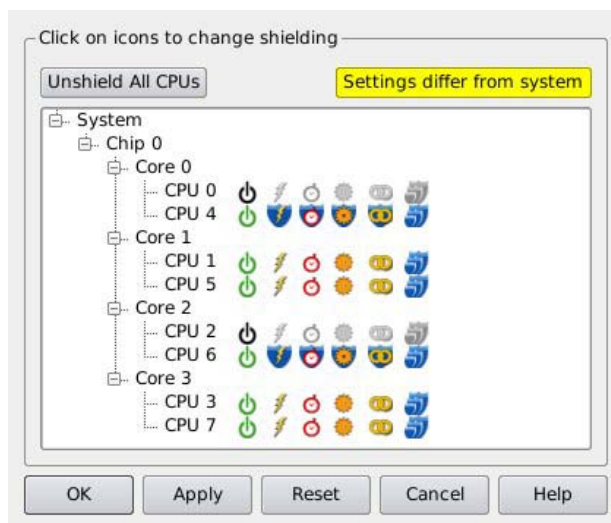 Click on icons to change shielding
Unshield All CPUs Settings differ from system
System
Chip 0
Core 0
CPU 0
CPU 4
Core 1
CPU 1
CPU 5
Core 2
CPU 2
CPU 6
Core 3
CPU 3
CPU 7
OK Apply Reset Cancel Help